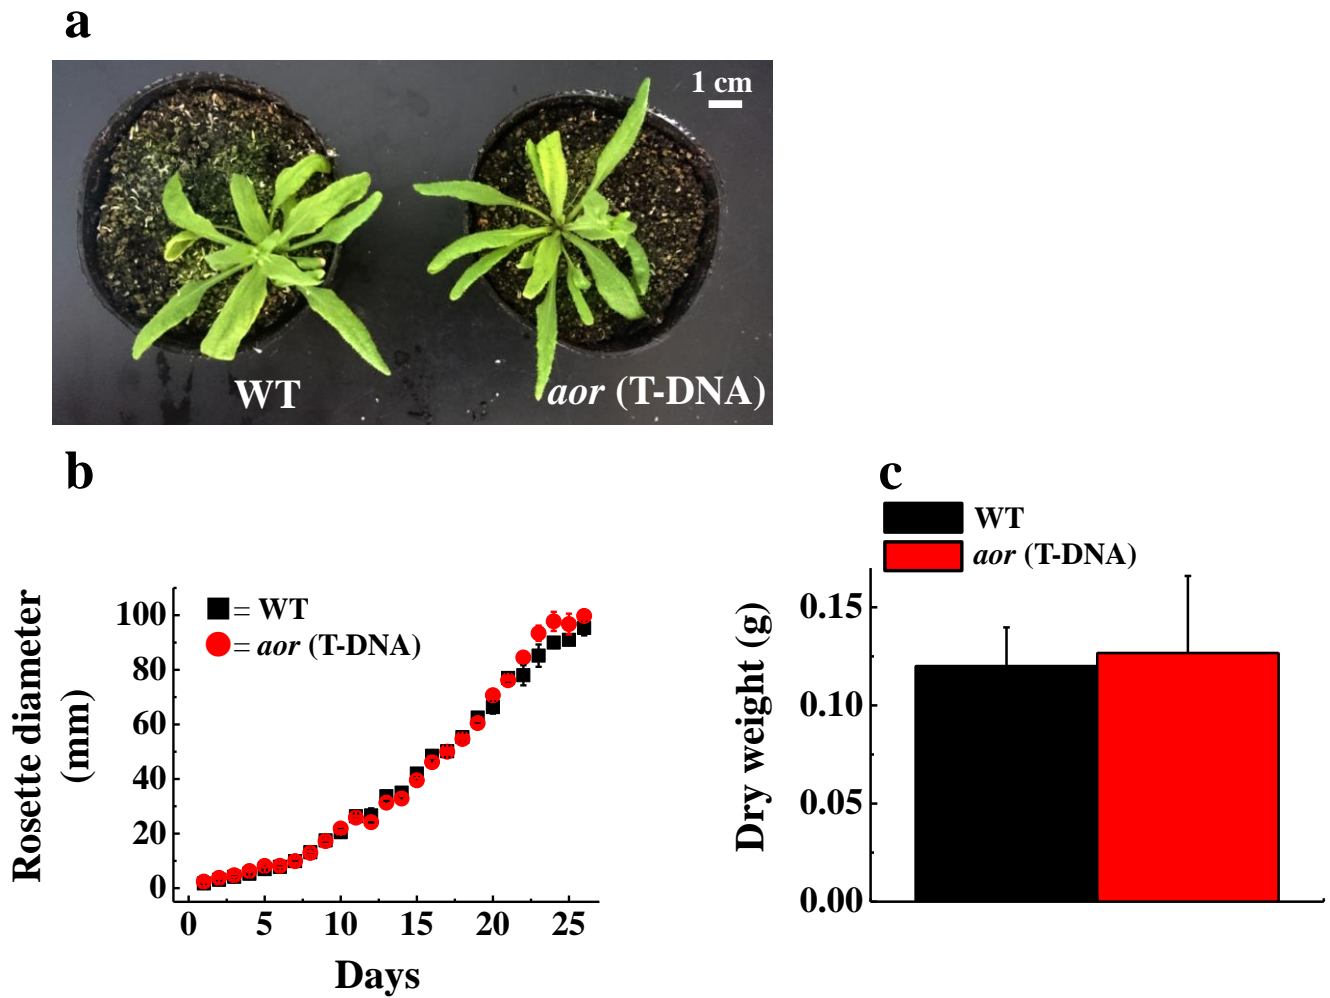 a
1 cm
WT
aor (T-DNA)
b
c
WT
aor (T-DNA)
Rosette diameter
(mm)
100
80
60
40
20
0
= WT
= aor (T-DNA)
0 5 10 15 20 25
Days
Dry weight (g)
0.15
0.10
0.05
0.00